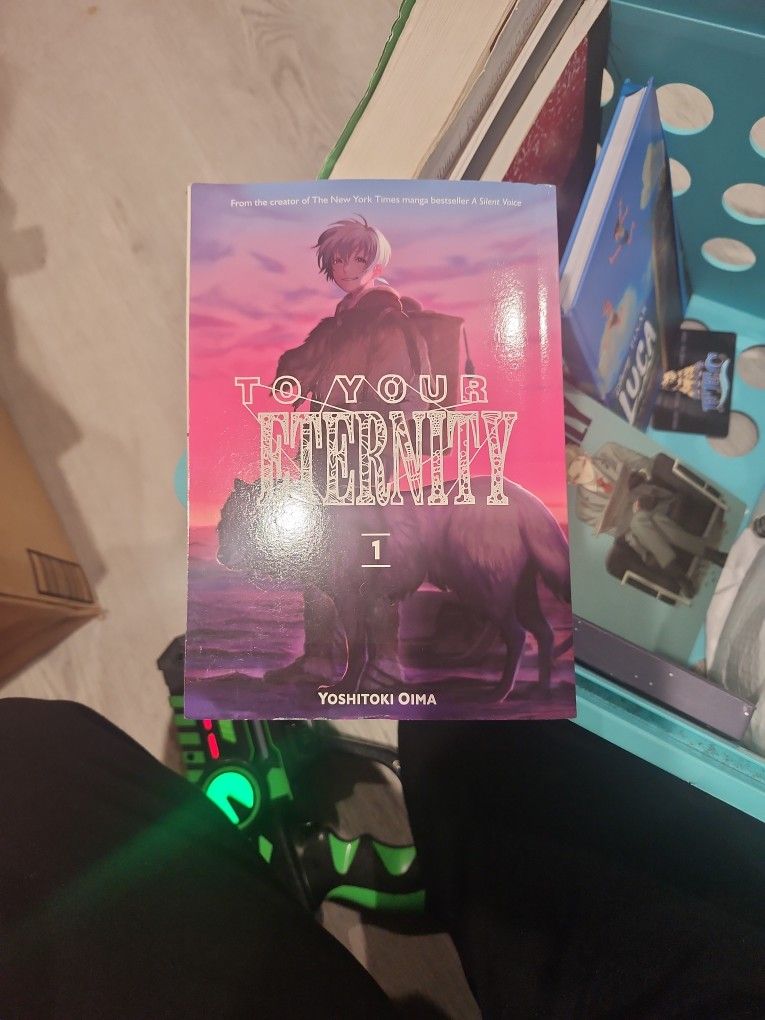 From the creator of The New York Times manga bestseller A Silent Voice
TO YOUR
ETERNITY
1
YOSHITOKI OIMA
LUCA